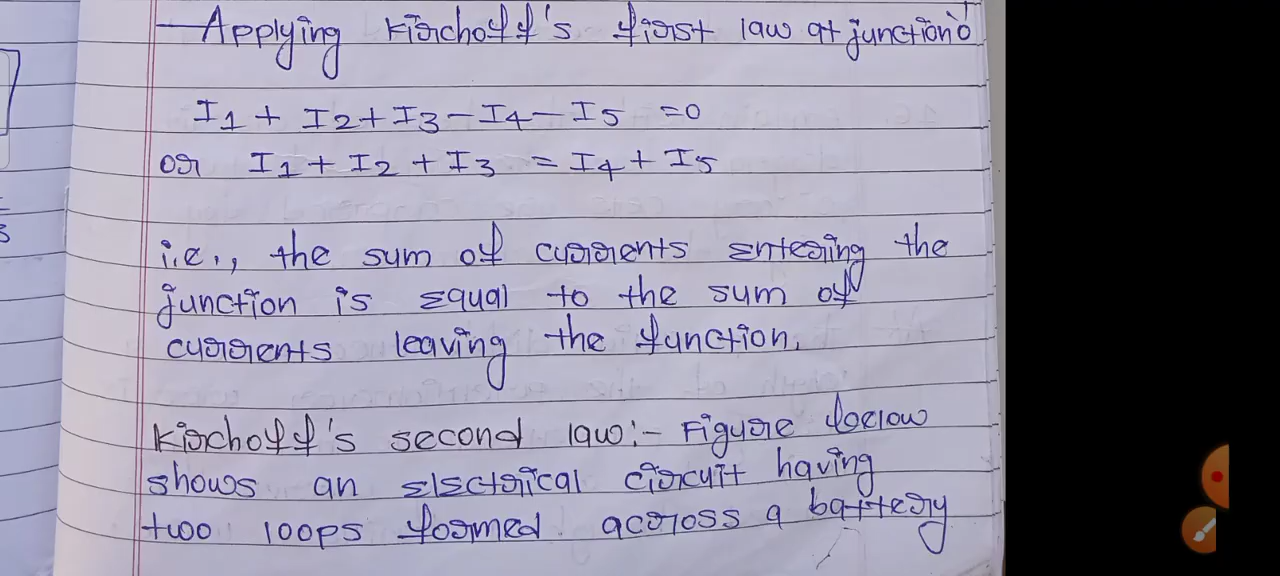 Applying Kirchoff's first law at junction 'o'
I1 + I2 + I3 - I4 - I5 = 0
or I1 + I2 + I3 = I4 + I5
i.e., the sum of currents entering the
junction is equal to the sum of
currents leaving the function.
Kirchoff's second law:- Figure below
shows an electrical circuit having
two loops formed across a battery